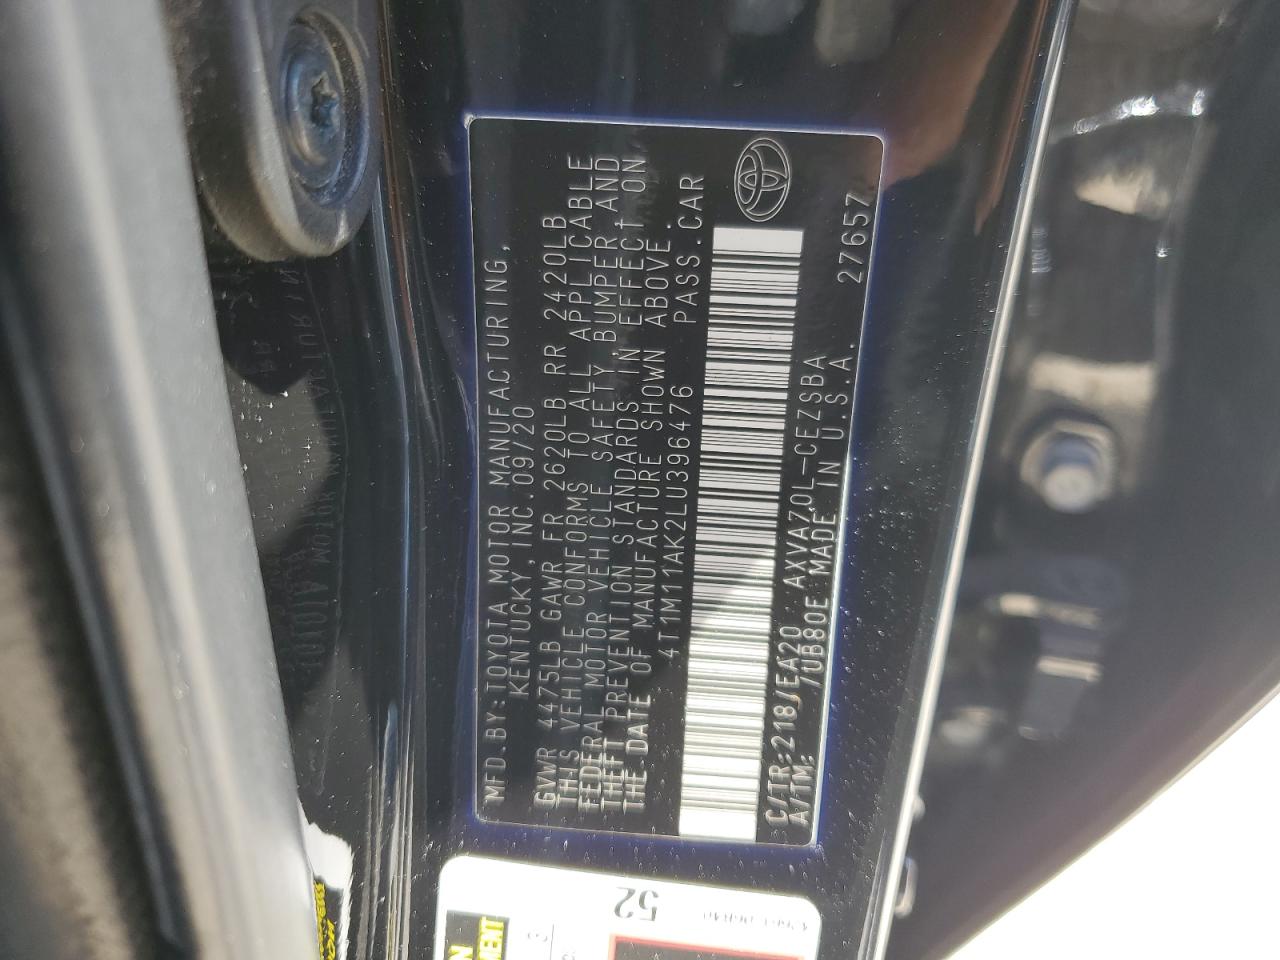 MFD.BY:TOYOTA MOTOR MANUFACTURING,
KENTUCKY, INC.09/20
GVWR 4475LB GAWR FR 2620LB RR 2420LB
THIS VEHICLE CONFORMS TO ALL APPLICABLE
FEDERAL MOTOR VEHICLE SAFETY, BUMPER AND
THEFT PREVENTION STANDARDS IN EFFECT ON
THE DATE OF MANUFACTURE SHOWN ABOVE.
4T1M11AK2LU396476 PASS.CAR
C/TR:218/EA20 AXVA70L-CEZSBA
A/TM: /UB80E MADE IN U.S.A. 27657
52